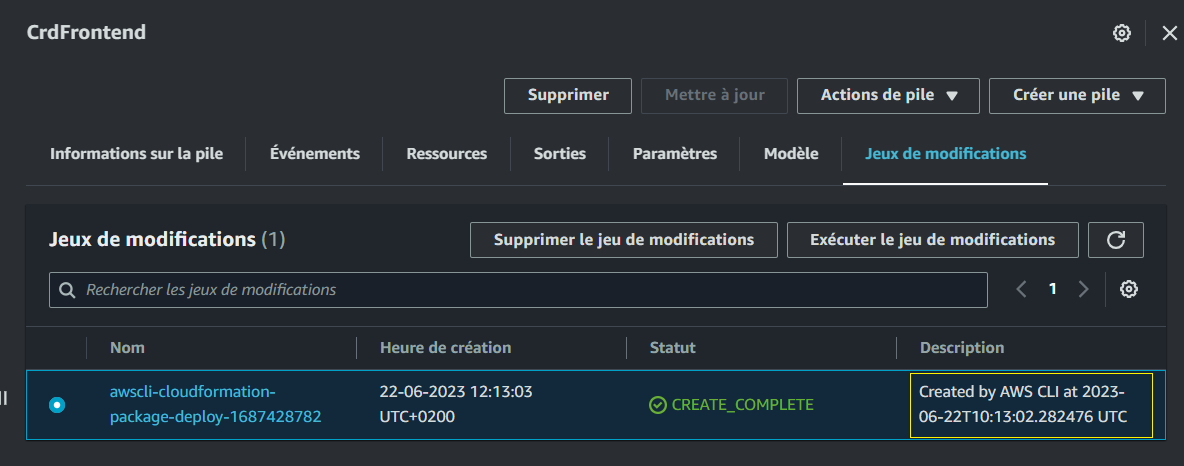 CrdFrontend
Supprimer
Mettre à jour
Actions de pile
Créer une pile
Informations sur la pile
Événements
Ressources
Sorties
Paramètres
Modèle
Jeux de modifications
Jeux de modifications (1)
Supprimer le jeu de modifications
Exécuter le jeu de modifications
Rechercher les jeux de modifications
1
Nom
Heure de création
Statut
Description
awscli-cloudformation-
package-deploy-1687428782
22-06-2023 12:13:03
UTC+0200
CREATE_COMPLETE
Created by AWS CLI at 2023-
06-22T10:13:02.282476 UTC